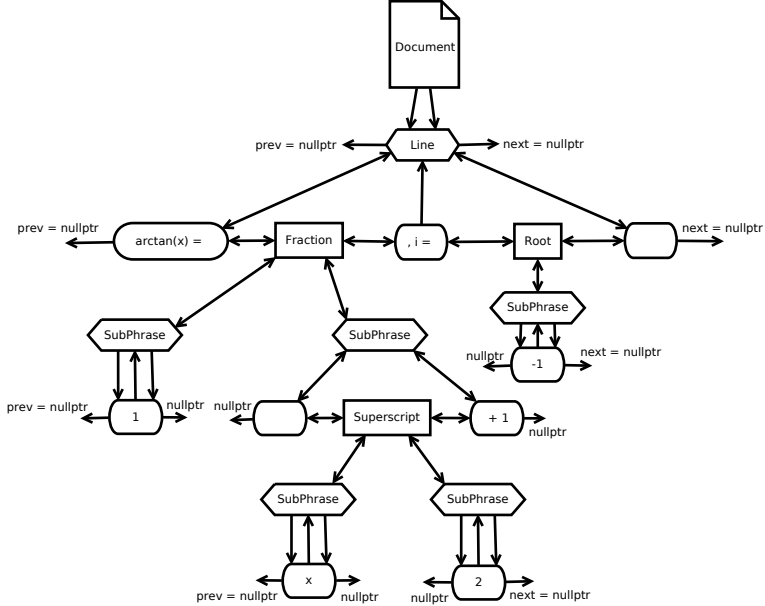 Document
prev = nullptr
Line
next = nullptr
prev = nullptr
arctan(x) =
Fraction
, i =
Root
next = nullptr
SubPhrase
SubPhrase
SubPhrase
nullptr
-1
next = nullptr
prev = nullptr
1
nullptr
nullptr
Superscript
+ 1
nullptr
SubPhrase
SubPhrase
prev = nullptr
x
nullptr
nullptr
2
next = nullptr